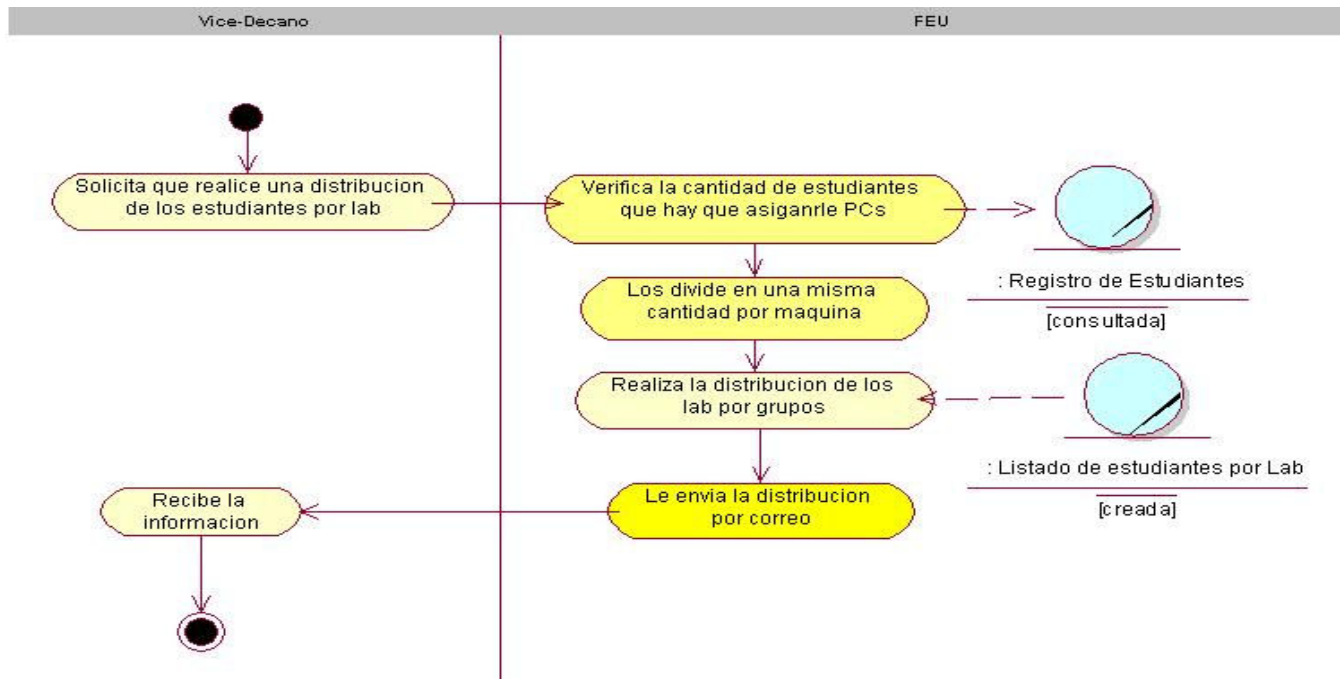 Vice-Decano
FEU
Solicita que realice una distribucion
de los estudiantes por lab
Verifica la cantidad de estudiantes
que hay que asiganrle PCs
: Registro de Estudiantes
[consultada]
Los divide en una misma
cantidad por maquina
Realiza la distribucion de los
lab por grupos
: Listado de estudiantes por Lab
[creada]
Le envia la distribucion
por correo
Recibe la
informacion